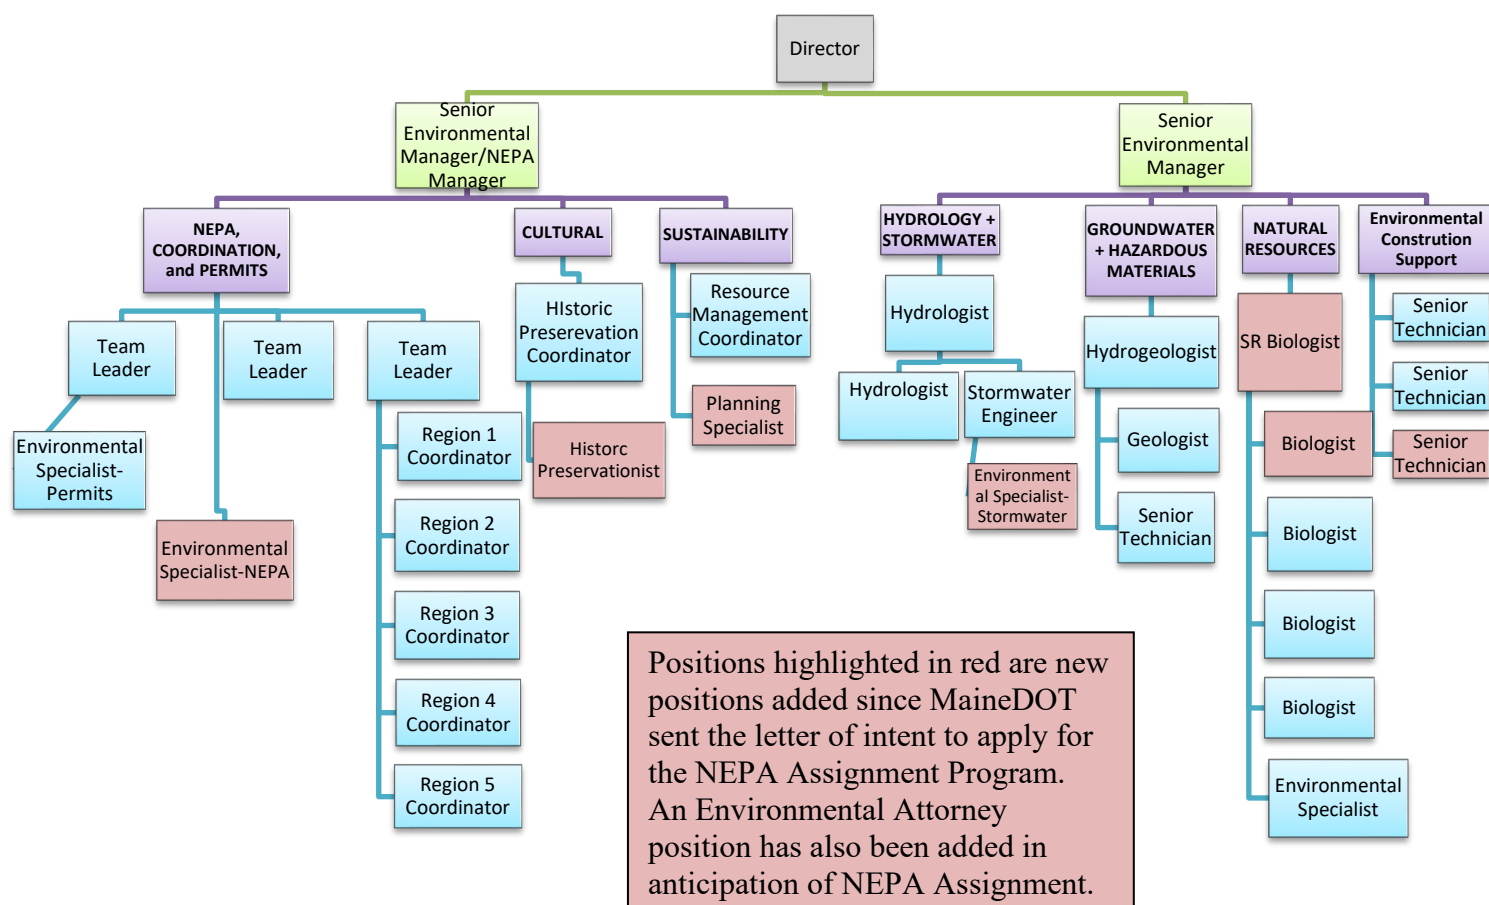 Director
Senior
Environmental
Manager/NEPA
Manager
Senior
Environmental
Manager
NEPA,
COORDINATION,
and PERMITS
CULTURAL
SUSTAINABILITY
HYDROLOGY +
STORMWATER
GROUNDWATER
+ HAZARDOUS
MATERIALS
NATURAL
RESOURCES
Environmental
Constrution
Support
Team
Leader
Team
Leader
Team
Leader
Environmental
Specialist-
Permits
Environmental
Specialist-NEPA
Region 1
Coordinator
Region 2
Coordinator
Region 3
Coordinator
Region 4
Coordinator
Region 5
Coordinator
HIstoric
Preserevation
Coordinator
Historc
Preservationist
Resource
Management
Coordinator
Planning
Specialist
Hydrologist
Hydrologist
Stormwater
Engineer
Environment
al Specialist-
Stormwater
Hydrogeologist
Geologist
Senior
Technician
SR Biologist
Biologist
Biologist
Biologist
Biologist
Environmental
Specialist
Senior
Technician
Senior
Technician
Senior
Technician
Positions highlighted in red are new
positions added since MaineDOT
sent the letter of intent to apply for
the NEPA Assignment Program.
An Environmental Attorney
position has also been added in
anticipation of NEPA Assignment.